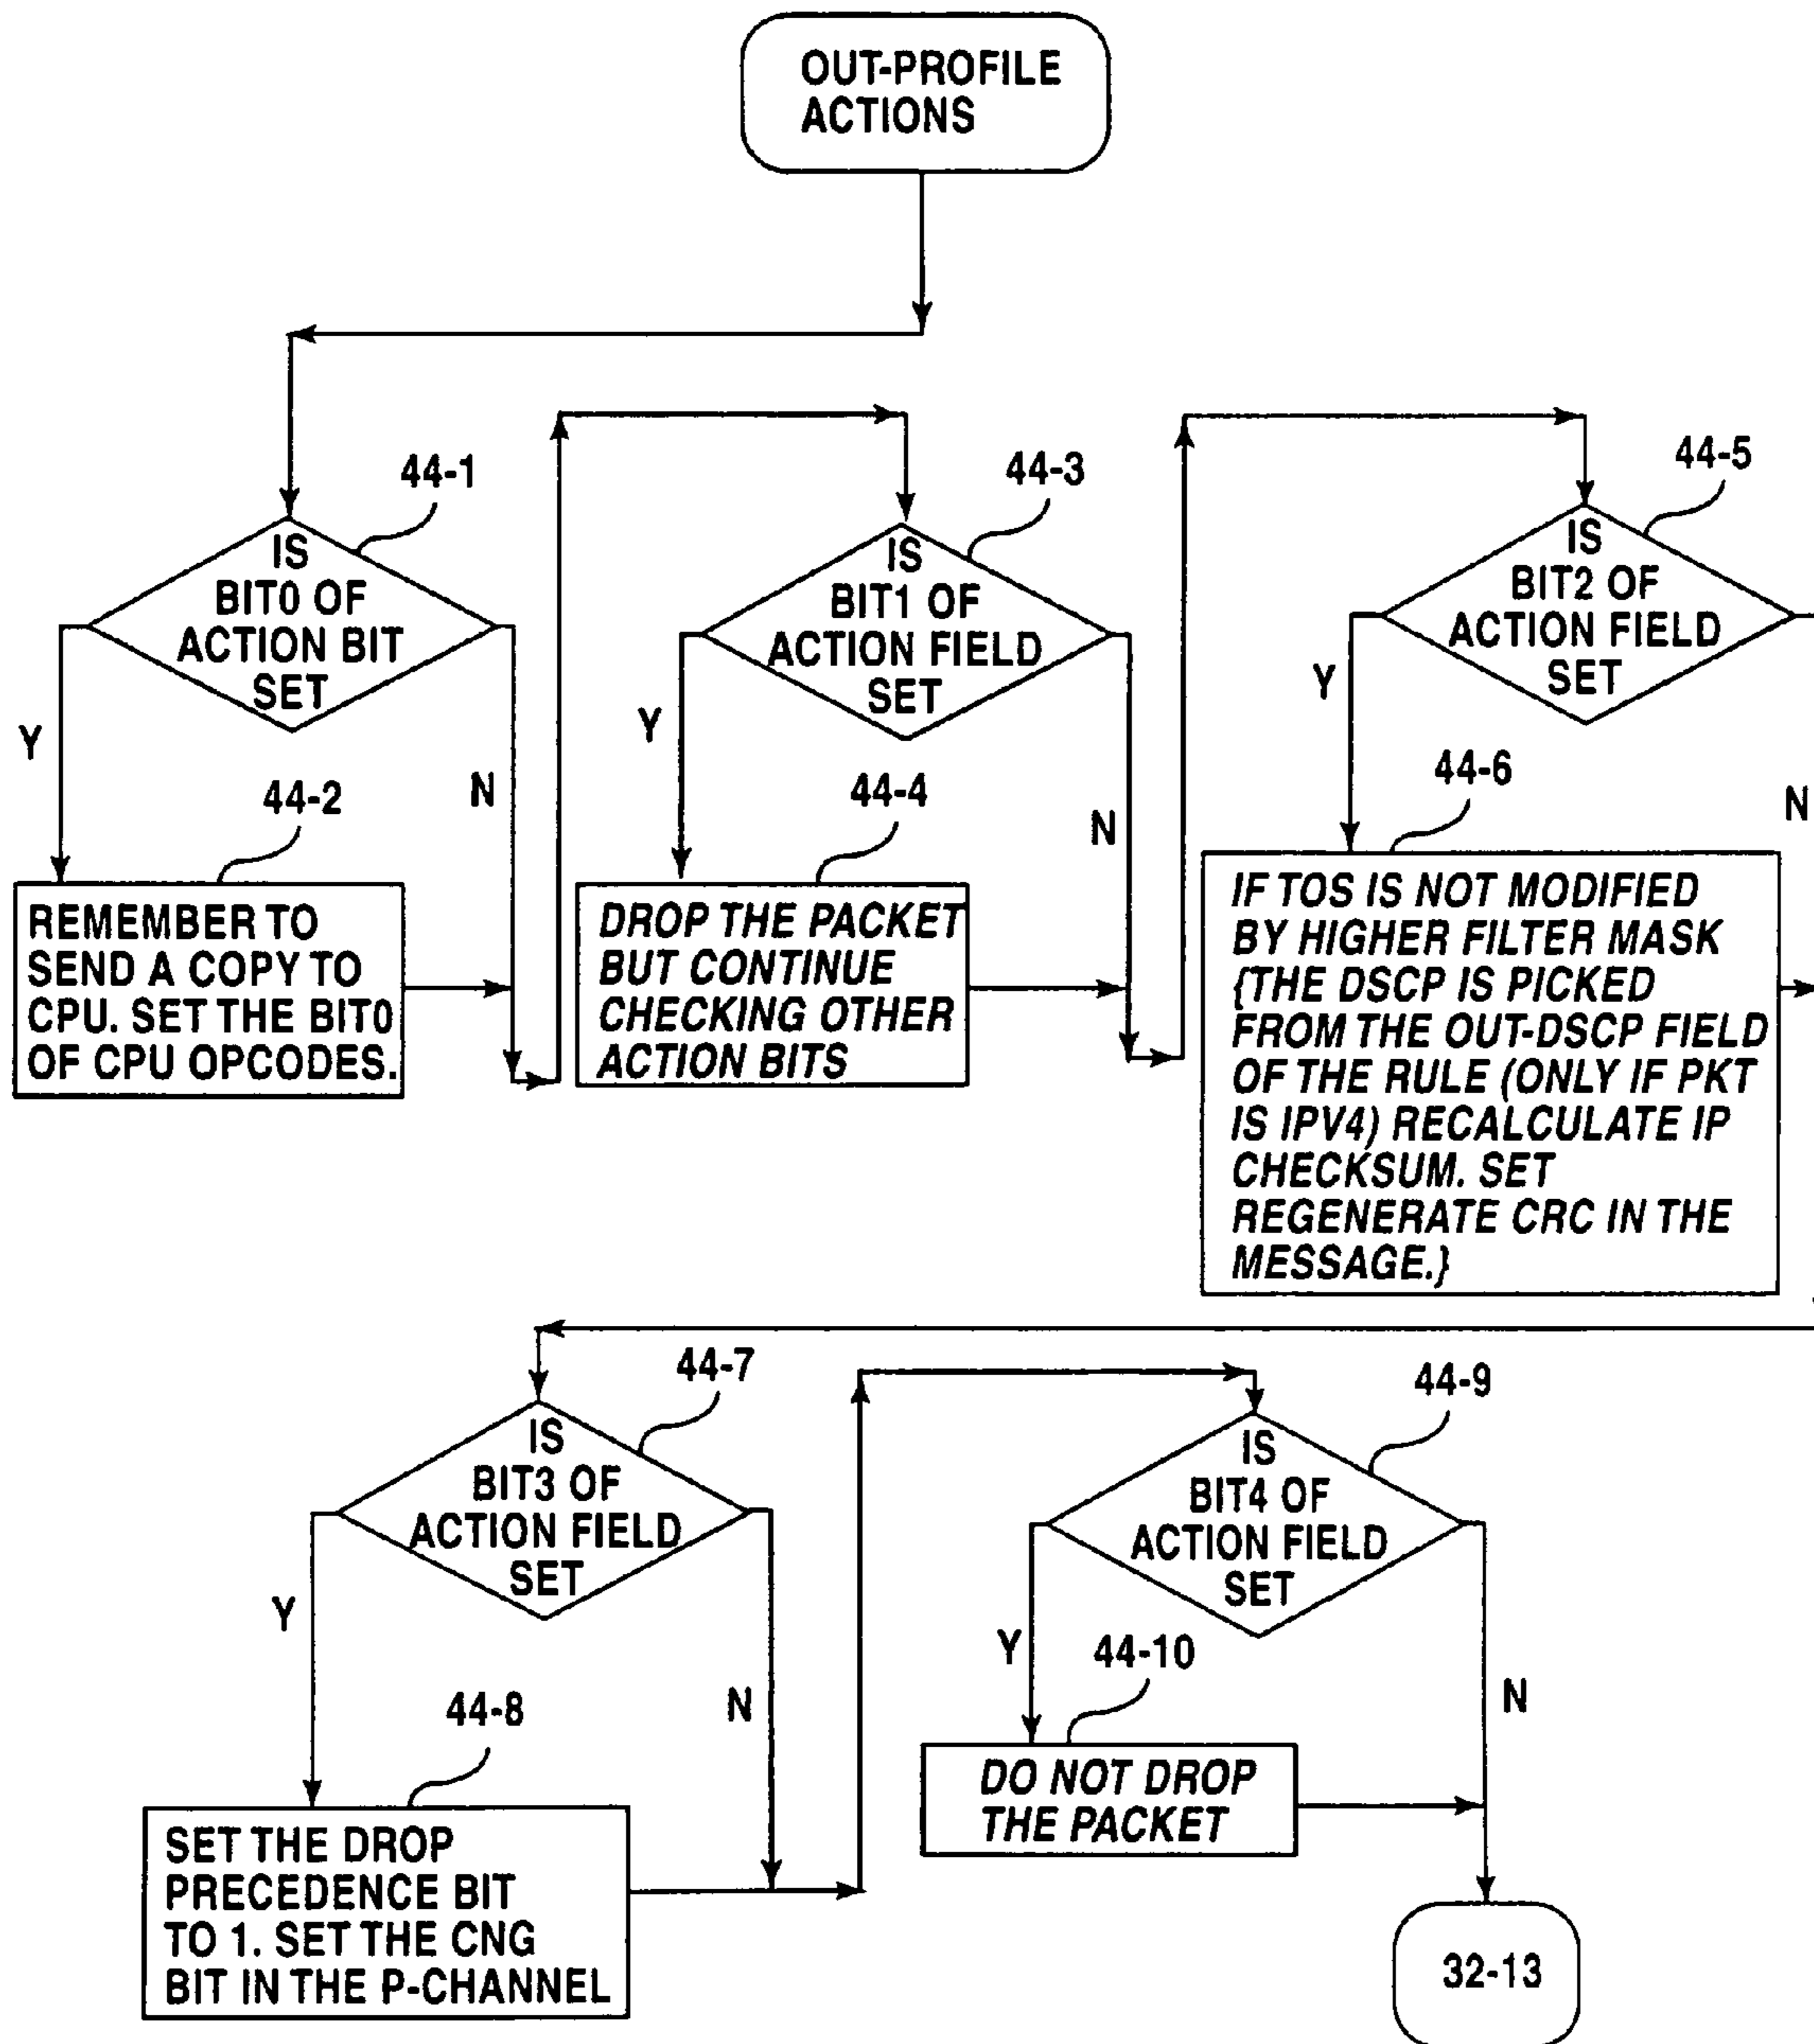 OUT-PROFILE
ACTIONS
44-1
IS
BIT0 OF
ACTION BIT
SET
Y
N
44-2
REMEMBER TO
SEND A COPY TO
CPU. SET THE BIT0
OF CPU OPCODES.
44-3
IS
BIT1 OF
ACTION FIELD
SET
Y
N
44-4
DROP THE PACKET
BUT CONTINUE
CHECKING OTHER
ACTION BITS
44-5
IS
BIT2 OF
ACTION FIELD
SET
Y
N
44-6
IF TOS IS NOT MODIFIED
BY HIGHER FILTER MASK
{THE DSCP IS PICKED
FROM THE OUT-DSCP FIELD
OF THE RULE (ONLY IF PKT
IS IPV4) RECALCULATE IP
CHECKSUM. SET
REGENERATE CRC IN THE
MESSAGE.}
44-7
IS
BIT3 OF
ACTION FIELD
SET
Y
N
44-8
SET THE DROP
PRECEDENCE BIT
TO 1. SET THE CNG
BIT IN THE P-CHANNEL
44-9
IS
BIT4 OF
ACTION FIELD
SET
Y
N
44-10
DO NOT DROP
THE PACKET
32-13